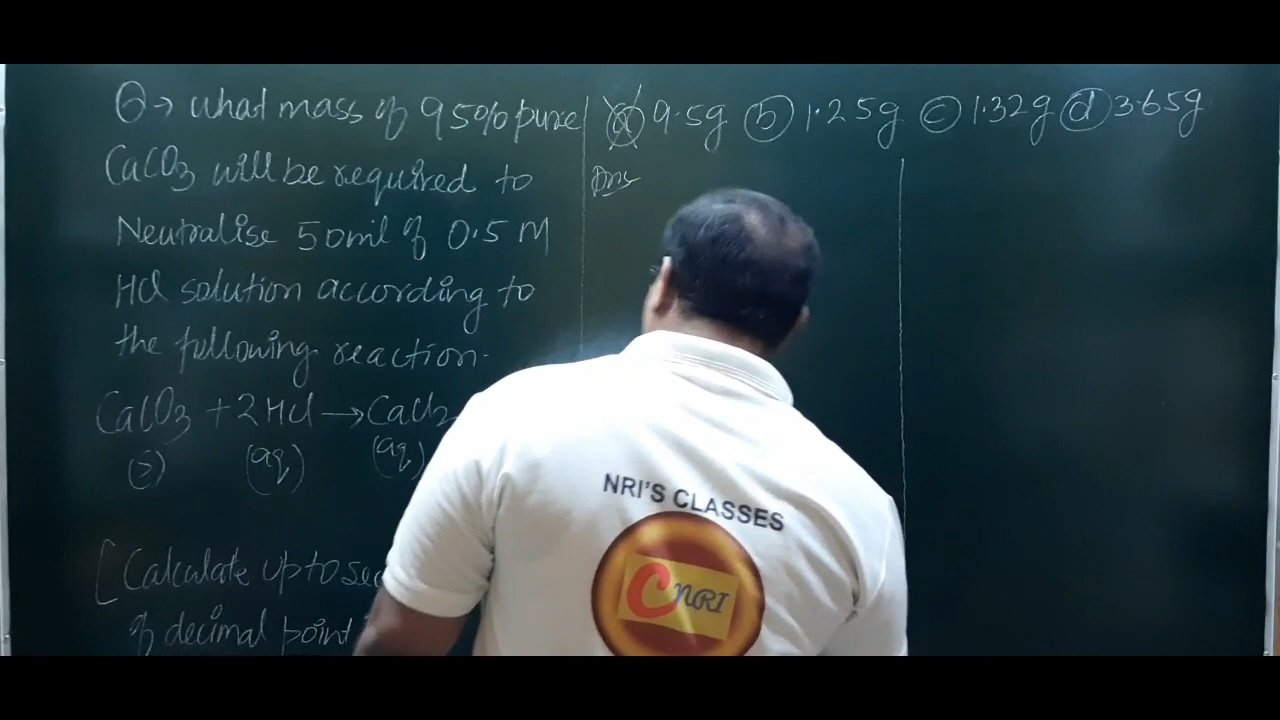 Q → What mass of 95% pure
CaCO3 will be required to
Neutralise 50ml of 0.5 M
HCl solution according to
the following reaction.
CaCO3 + 2HCl → CaCl2
(s) (aq) (aq)
[Calculate upto
of decimal point
(a) 9.5g (b) 1.25g (c) 1.32g (d) 3.65g
Ans
NRI'S CLASSES
CNRI